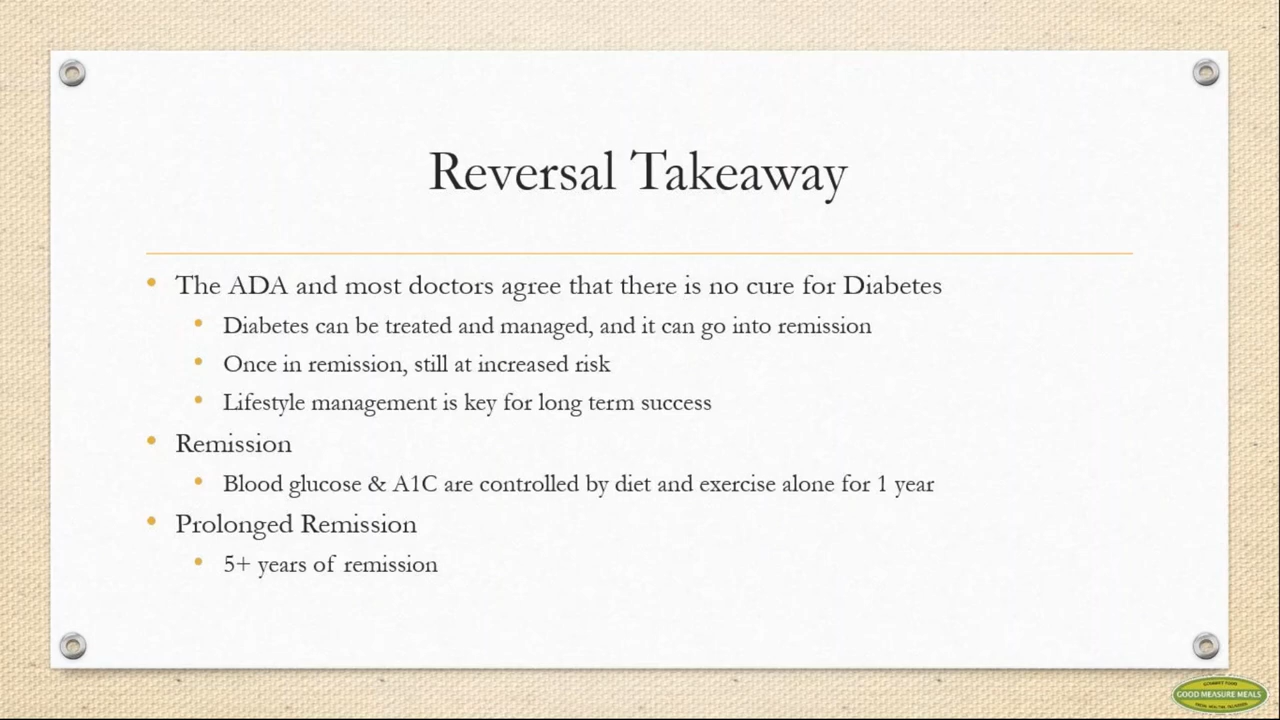 Reversal Takeaway
The ADA and most doctors agree that there is no cure for Diabetes
Diabetes can be treated and managed, and it can go into remission
Once in remission, still at increased risk
Lifestyle management is key for long term success
Remission
Blood glucose & A1C are controlled by diet and exercise alone for 1 year
Prolonged Remission
5+ years of remission
GOOD MEASURE MEALS